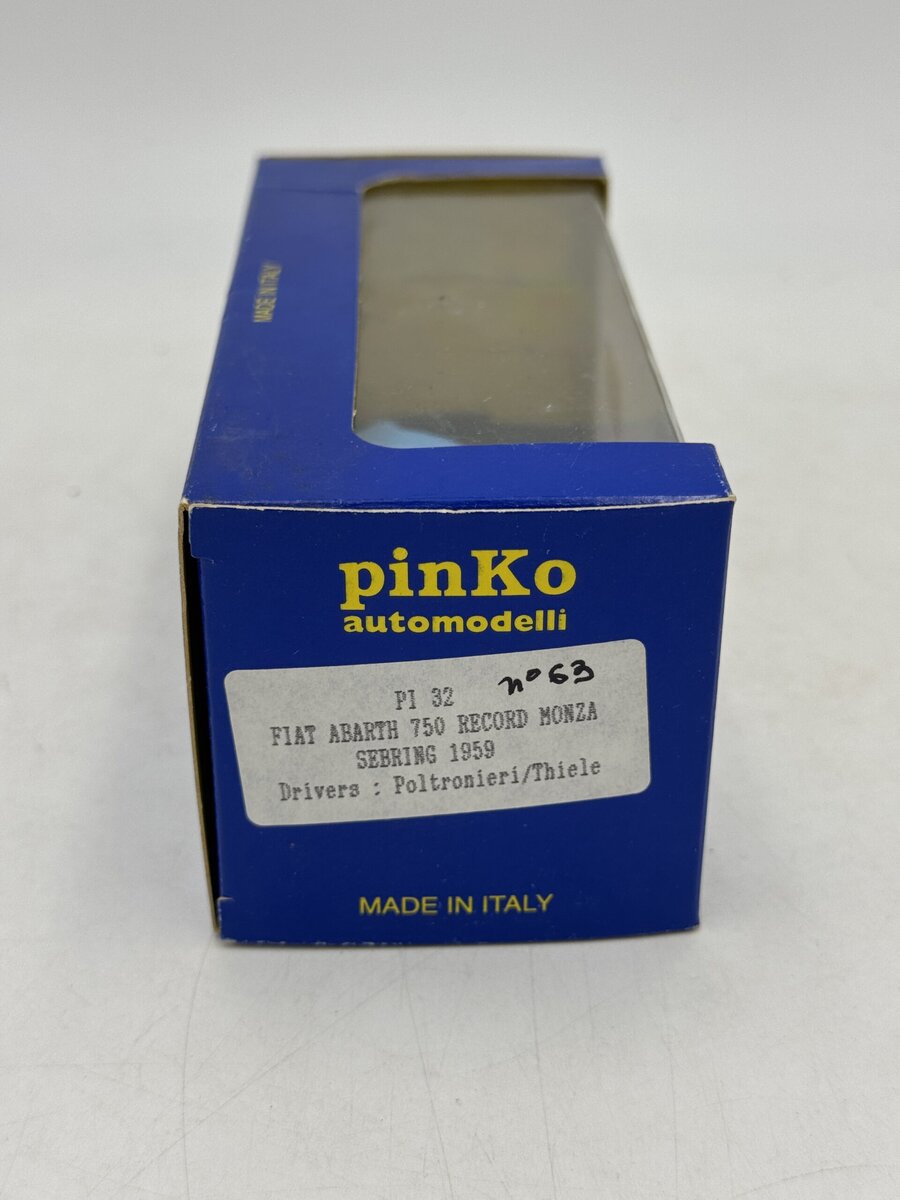 MADE IN ITALY
pinKo
automodelli
PI 32 nº 63
FIAT ABARTH 750 RECORD MONZA
SEBRING 1959
Drivers : Poltronieri/Thiele
MADE IN ITALY